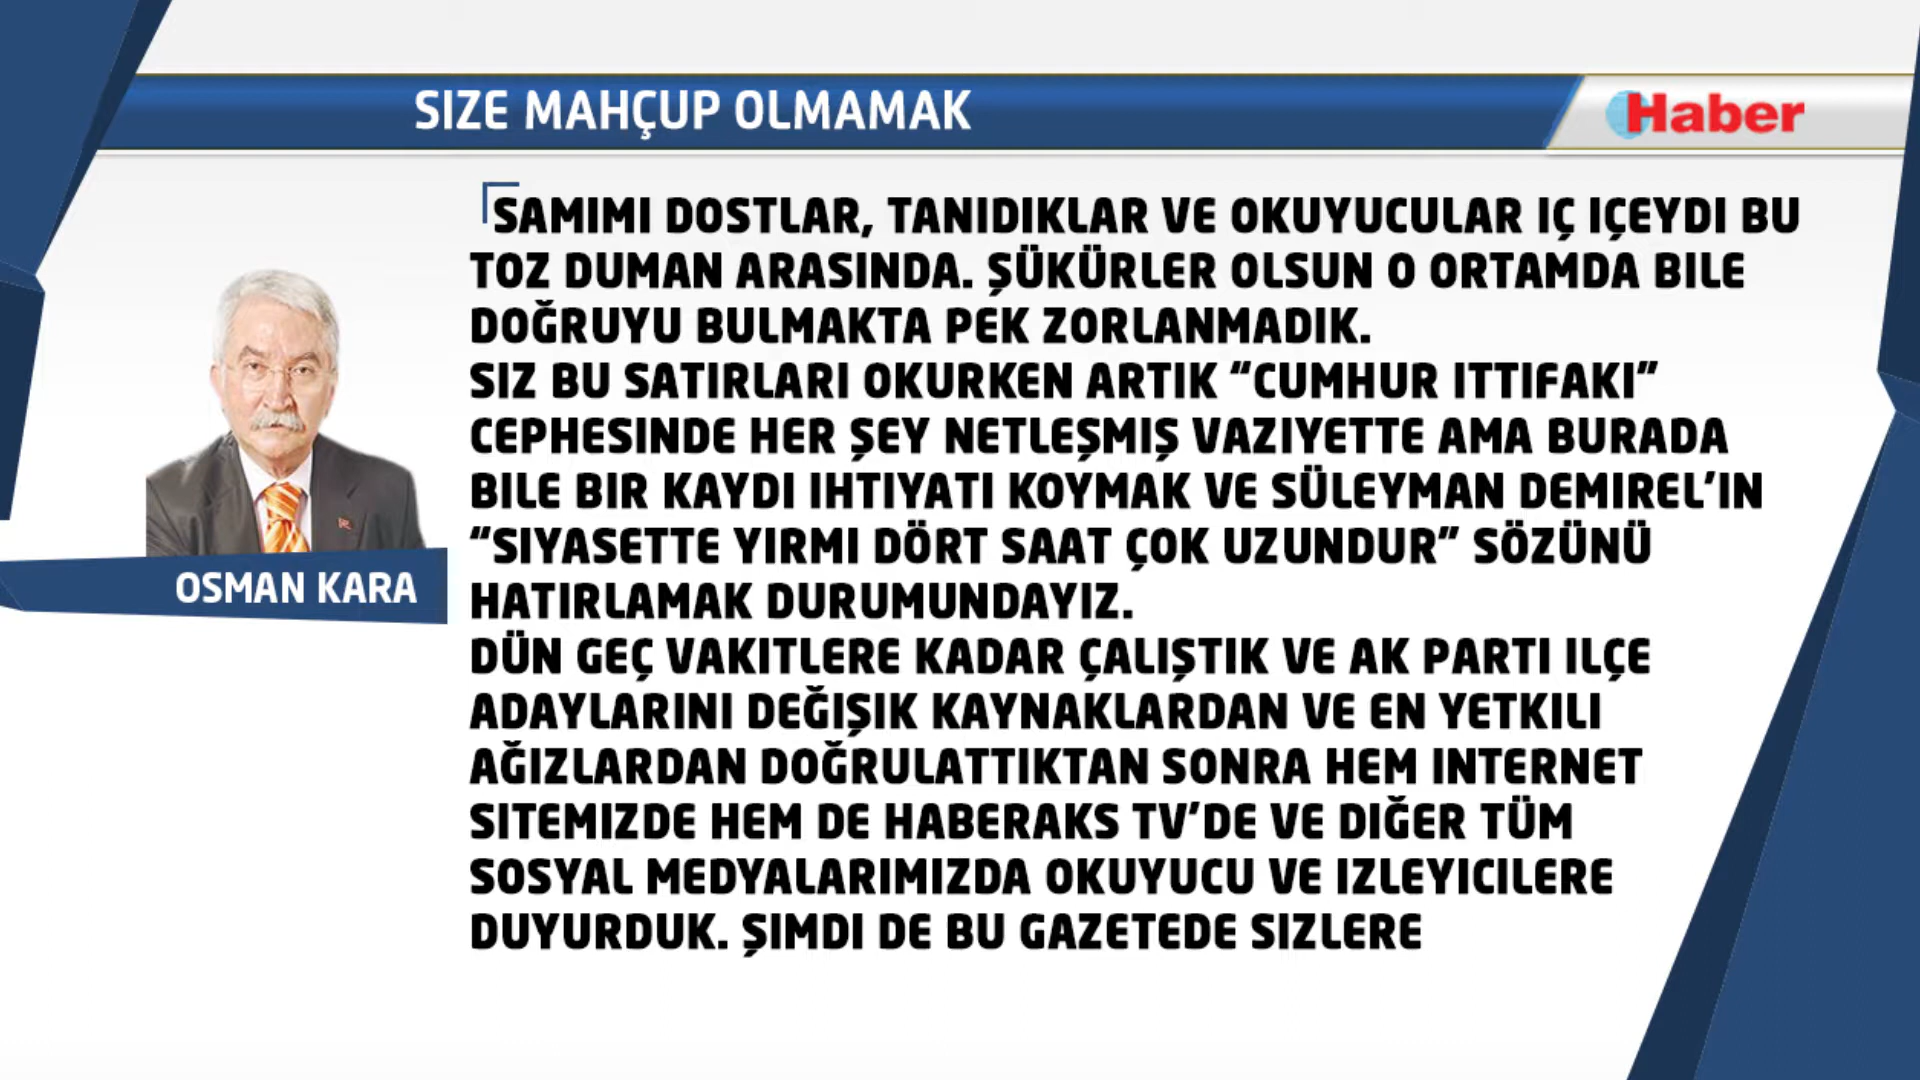 SIZE MAHÇUP OLMAMAK
Haber
SAMIMI DOSTLAR, TANIDIKLAR VE OKUYUCULAR IÇ IÇEYDI BU
TOZ DUMAN ARASINDA. ŞÜKÜRLER OLSUN O ORTAMDA BILE
DOĞRUYU BULMAKTA PEK ZORLANMADIK.
SIZ BU SATIRLARI OKURKEN ARTIK “CUMHUR ITTIFAKI”
CEPHESINDE HER ŞEY NETLEŞMIŞ VAZIYETTE AMA BURADA
BILE BIR KAYDI IHTIYATI KOYMAK VE SÜLEYMAN DEMIREL’IN
“SIYASETTE YIRMI DÖRT SAAT ÇOK UZUNDUR” SÖZÜNÜ
HATIRLAMAK DURUMUNDAYIZ.
DÜN GEÇ VAKITLERE KADAR ÇALIŞTIK VE AK PARTI ILÇE
ADAYLARINI DEĞIŞIK KAYNAKLARDAN VE EN YETKILI
AĞIZLARDAN DOĞRULATTIKTAN SONRA HEM INTERNET
SITEMIZDE HEM DE HABERAKS TV’DE VE DIĞER TÜM
SOSYAL MEDYALARIMIZDA OKUYUCU VE IZLEYICILERE
DUYURDUK. ŞIMDI DE BU GAZETEDE SIZLERE
OSMAN KARA